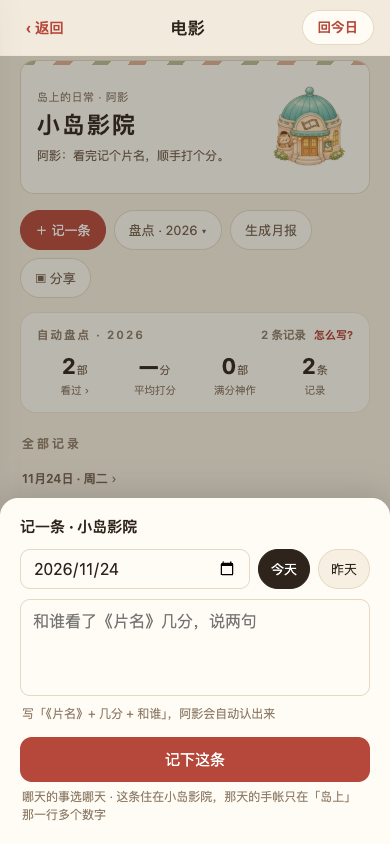 ‹ 返回
电影
回今日
岛上的日常 · 阿影
小岛影院
阿影：看完记个片名，顺手打个分。
＋ 记一条
盘点 · 2026 ▾
生成月报
▣ 分享
自动盘点 · 2026
2 条记录 怎么写?
2部
一分
0部
2条
看过 ›
平均打分
满分神作
记录
全部记录
11月24日 · 周二 ›
记一条 · 小岛影院
2026/11/24
今天
昨天
和谁看了《片名》几分，说两句
写「《片名》+ 几分 + 和谁」，阿影会自动认出来
记下这条
哪天的事选哪天 · 这条住在小岛影院，那天的手帐只在「岛上」
那一行多个数字